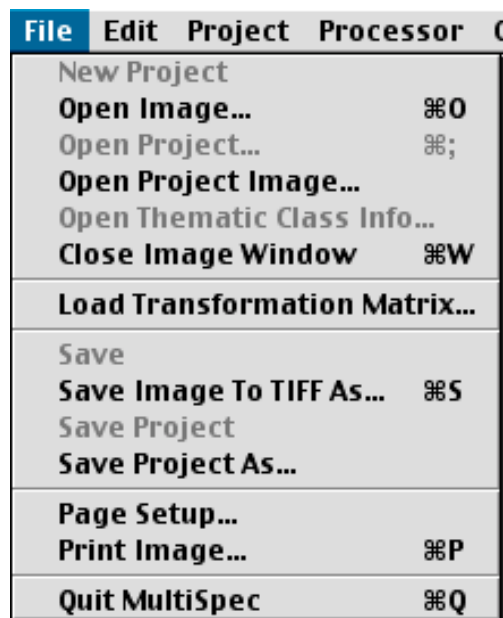 File Edit Project Processor
New Project
Open Image... ⌘O
Open Project... ⌘;
Open Project Image...
Open Thematic Class Info...
Close Image Window ⌘W
Load Transformation Matrix...
Save
Save Image To TIFF As... ⌘S
Save Project
Save Project As...
Page Setup...
Print Image... ⌘P
Quit MultiSpec ⌘Q